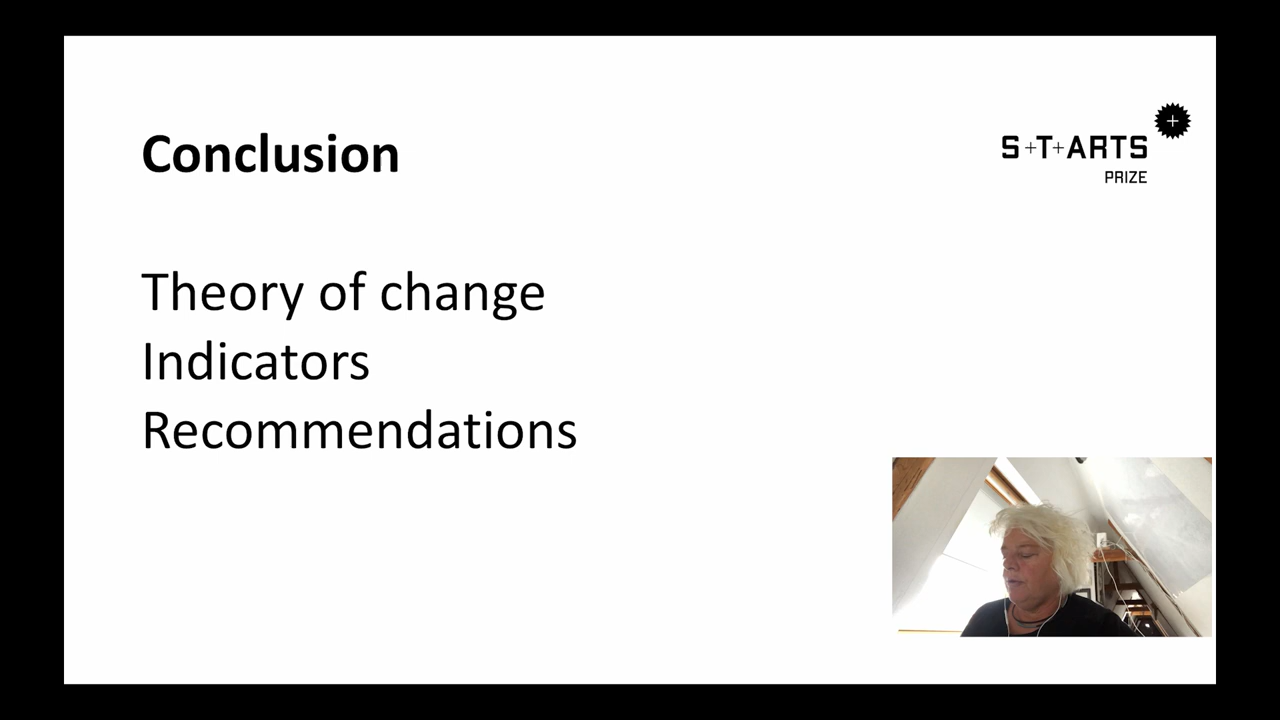 Conclusion
+
S+T+ARTS
PRIZE
Theory of change
Indicators
Recommendations